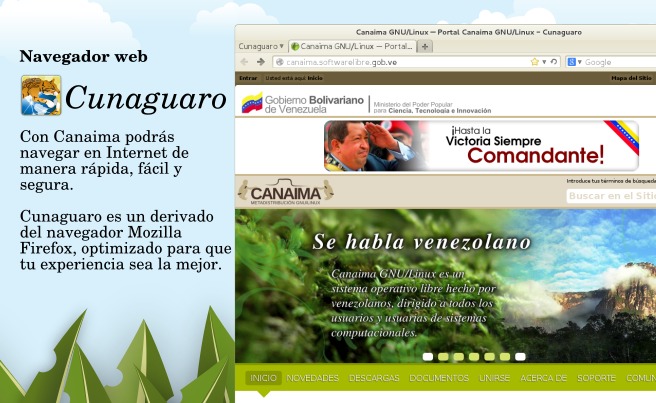 Navegador web
Cunaguaro
Con Canaima podrás
navegar en Internet de
manera rápida, fácil y
segura.
Cunaguaro es un derivado
del navegador Mozilla
Firefox, optimizado para que
tu experiencia sea la mejor.
Canaima GNU/Linux — Portal Canaima GNU/Linux – Cunaguaro
Cunaguaro
Canaima GNU/Linux — Portal...
canaima.softwarelibre.gob.ve
Google
Entrar
Usted está aquí: Inicio
Mapa del Sitio
Gobierno Bolivariano
de Venezuela
Ministerio del Poder Popular
para Ciencia, Tecnología e Innovación
¡Hasta la
Victoria Siempre
Comandante!
CANAIMA
METADISTRIBUCIÓN GNU/LINUX
Introduce tus términos de búsqueda
Buscar en el Siti
Se habla venezolano
Canaima GNU/Linux es un
sistema operativo libre hecho por
venezolanos, dirigido a todos los
usuarios y usuarias de sistemas
computacionales.
INICIO NOVEDADES DESCARGAS DOCUMENTOS UNIRSE ACERCA DE SOPORTE COMUN